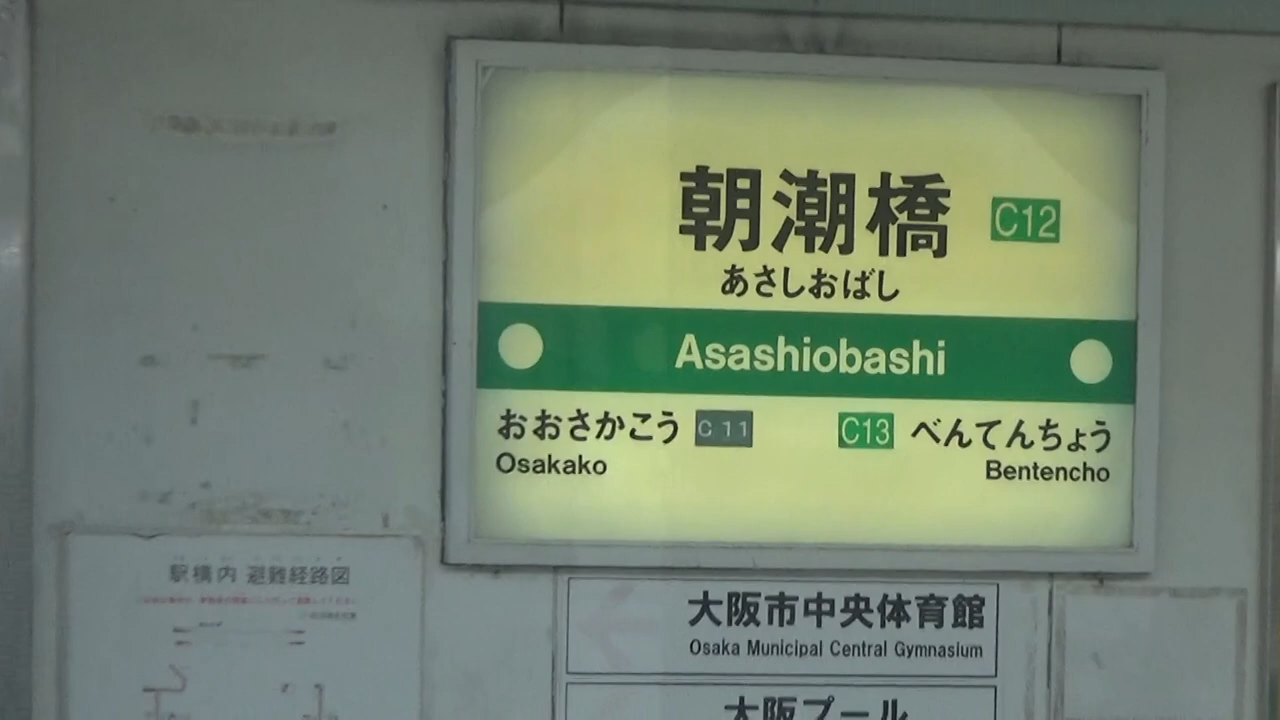 朝潮橋 C12
あさしおばし
Asashiobashi
おおさかこう C11 C13 べんてんちょう
Osakako Bentencho
駅構内 避難経路図
大阪市中央体育館
Osaka Municipal Central Gymnasium
大阪プール